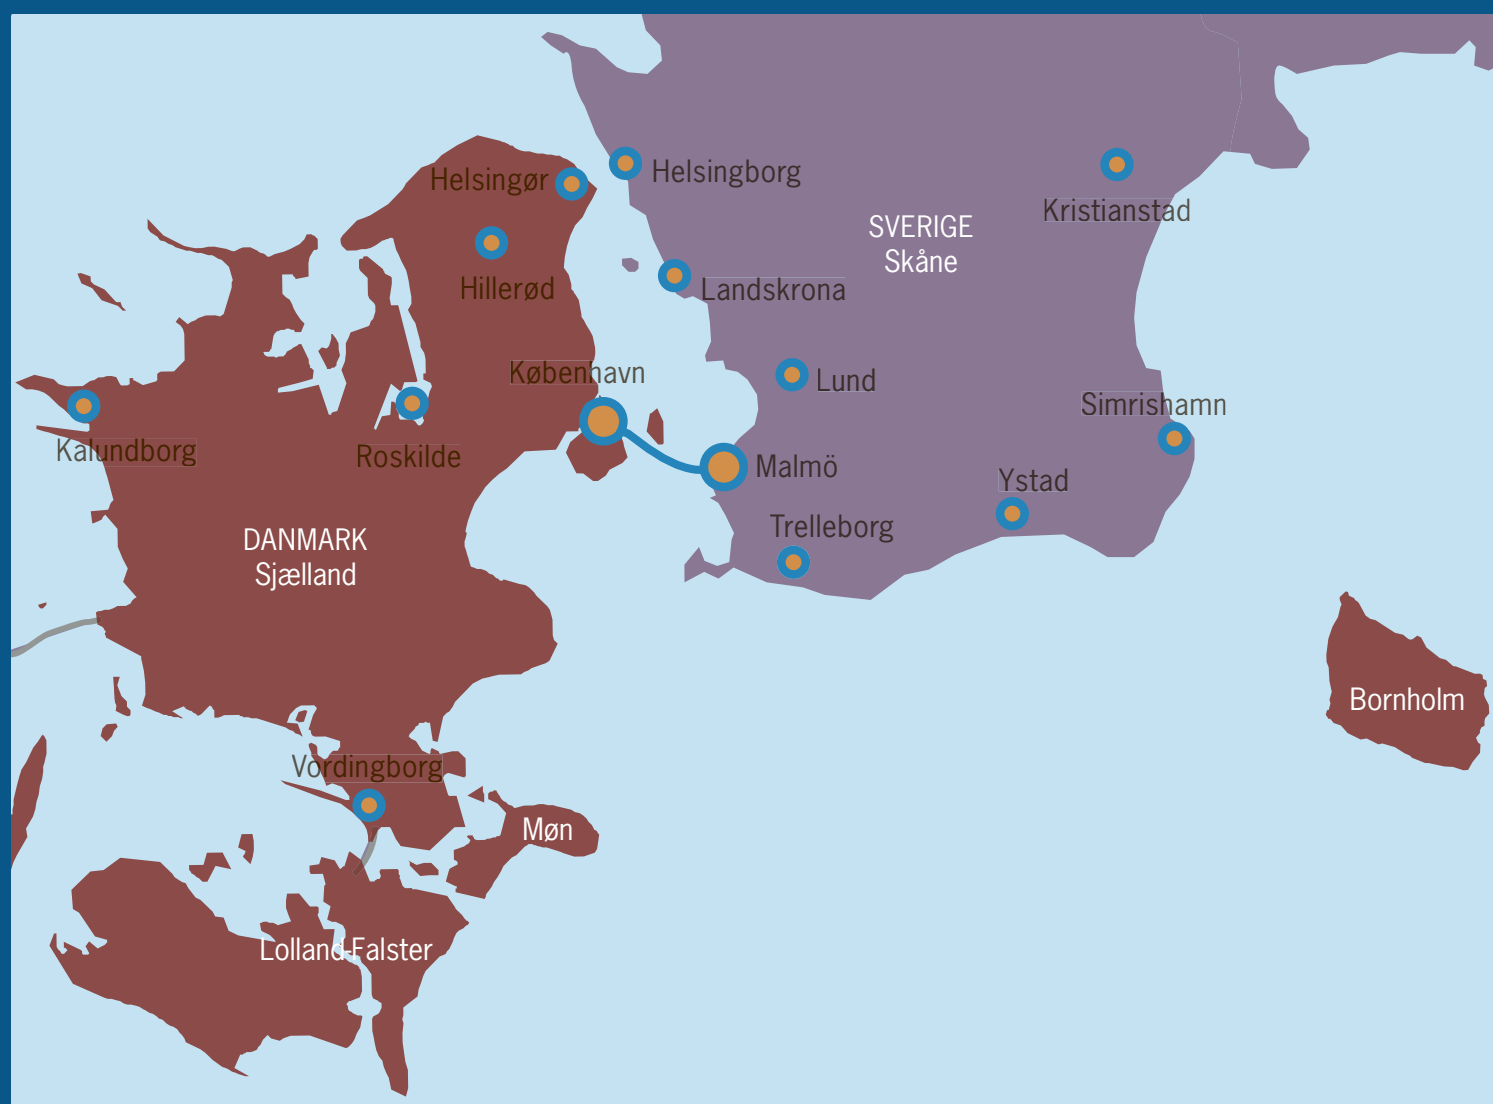 Helsingør
Helsingborg
Kristianstad
SVERIGE
Skåne
Hillerød
Landskrona
København
Lund
Simrishamn
Kalundborg
Roskilde
Malmö
Ystad
Trelleborg
DANMARK
Sjælland
Bornholm
Vordingborg
Møn
Lolland-Falster